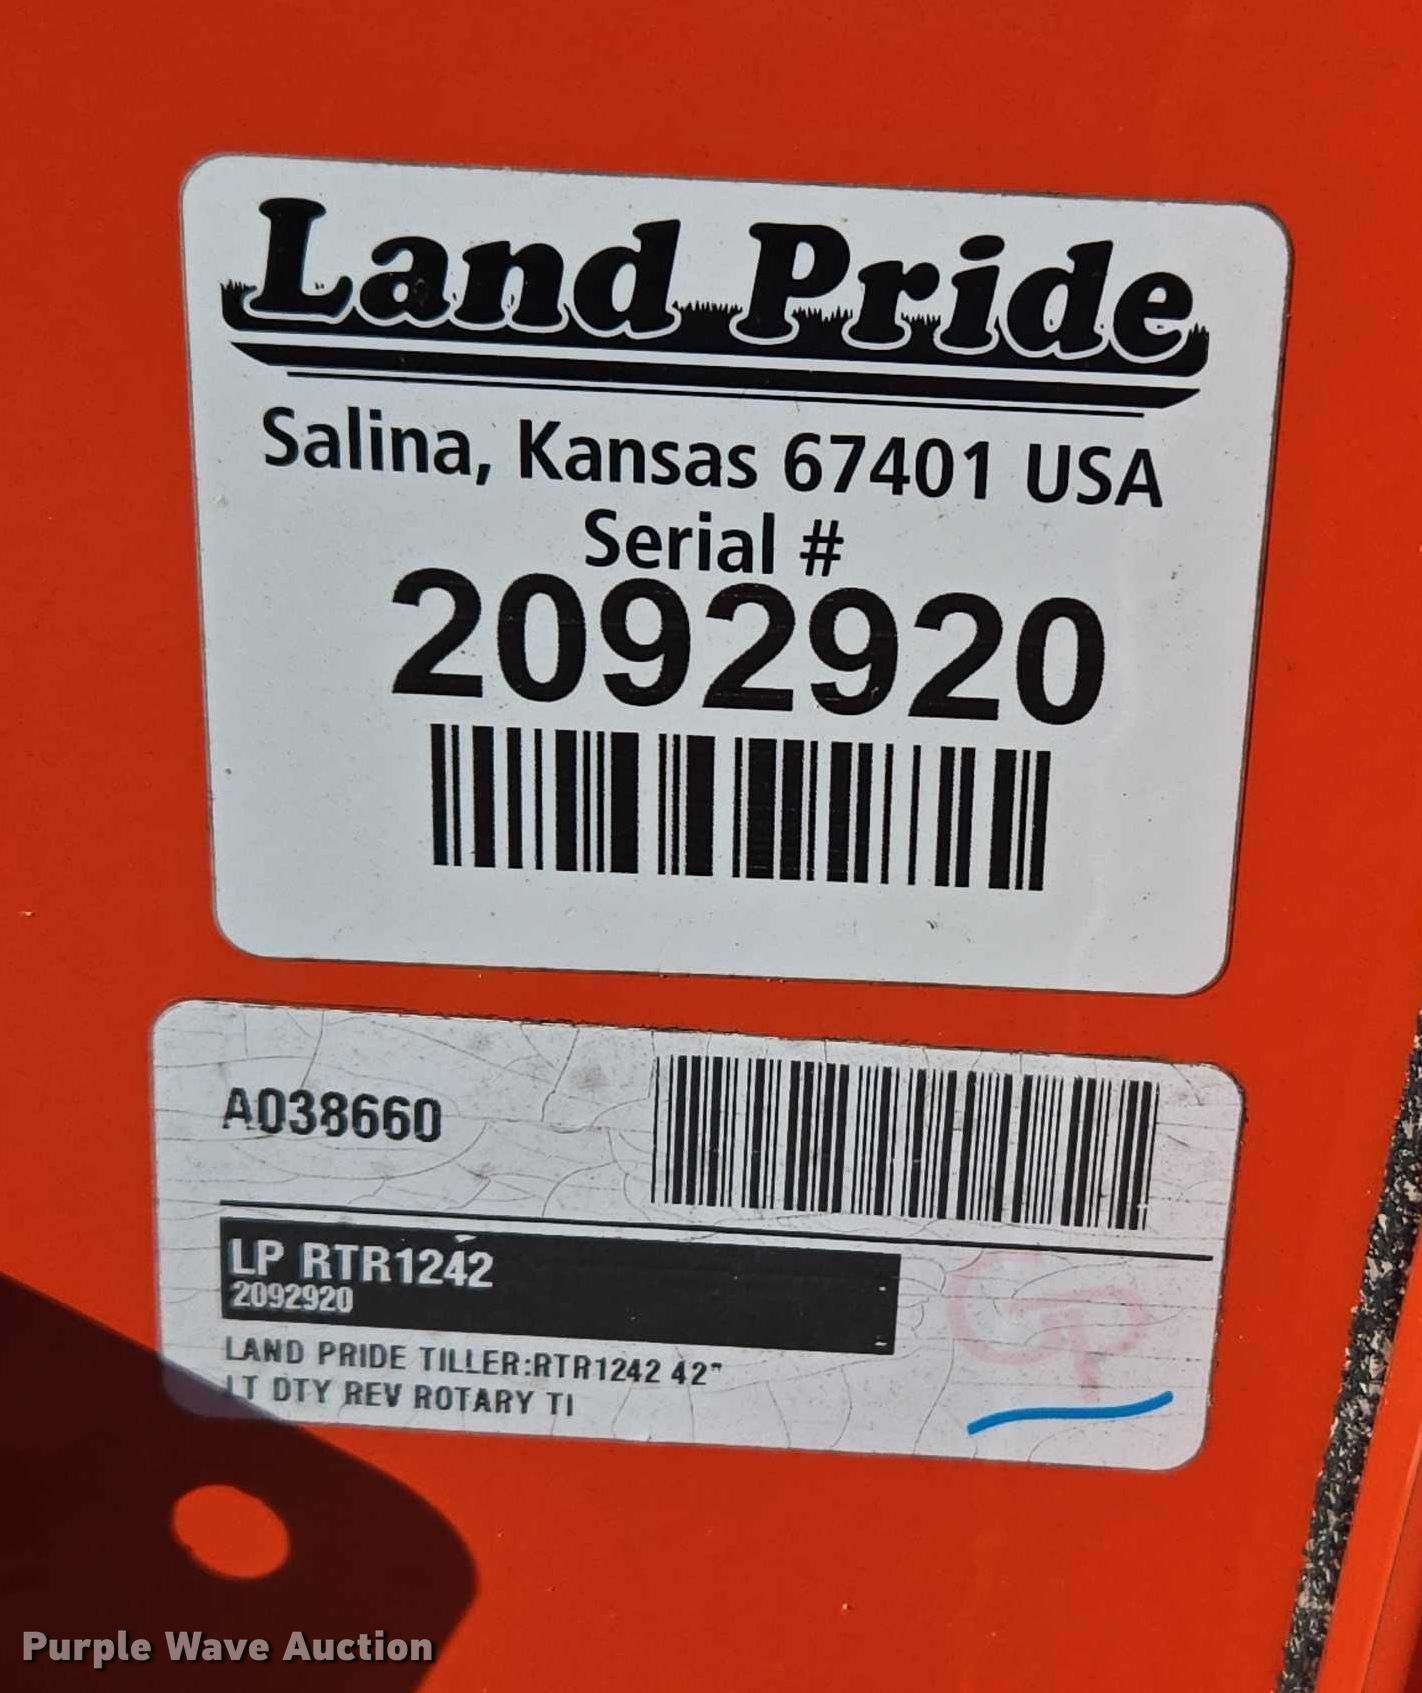 Land Pride
Salina, Kansas 67401 USA
Serial #
2092920
A038660
LP RTR1242
2092920
LAND PRIDE TILLER:RTR1242 42"
LT DTY REV ROTARY TI
Purple Wave Auction